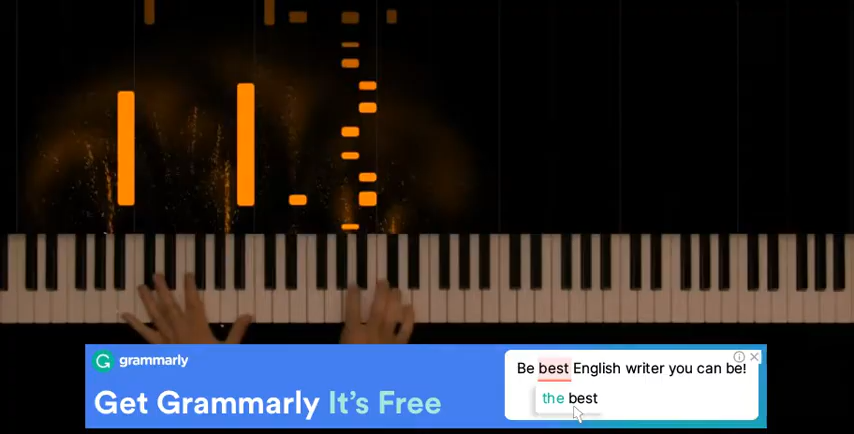 grammarly
Get Grammarly It's Free
Be best English writer you can be!
the best